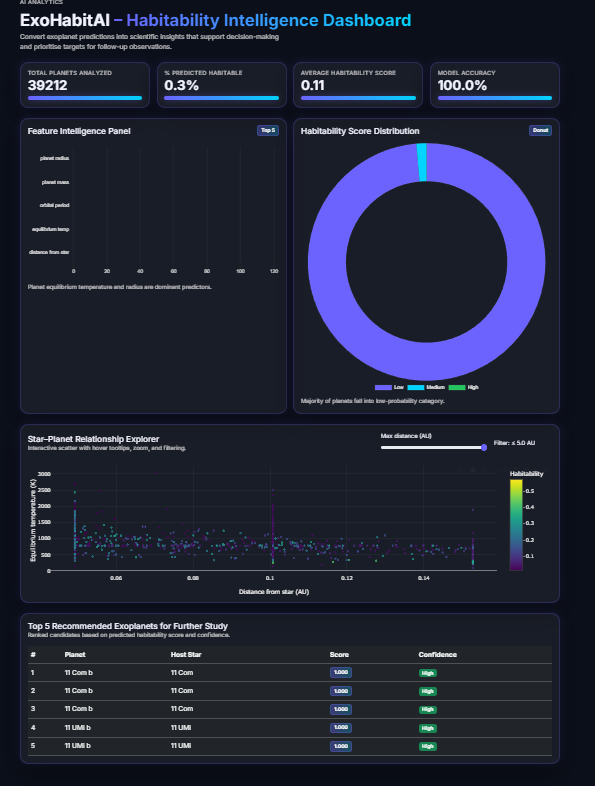 AI ANALYTICS
ExoHabitAI – Habitability Intelligence Dashboard
Convert exoplanet predictions into scientific insights that support decision-making
and prioritise targets for follow-up observations.
TOTAL PLANETS ANALYZED
39212
% PREDICTED HABITABLE
0.3%
AVERAGE HABITABILITY SCORE
0.11
MODEL ACCURACY
100.0%
Feature Intelligence Panel
Top 5
planet radius
planet mass
orbital period
equilibrium temp
distance from star
0 20 40 60 80 100 120
Planet equilibrium temperature and radius are dominant predictors.
Habitability Score Distribution
Donut
Low Medium High
Majority of planets fall into low-probability category.
Star–Planet Relationship Explorer
Interactive scatter with hover tooltips, zoom, and filtering.
Max distance (AU)
Filter: ≤ 5.0 AU
Equilibrium temperature (K)
3000
2500
2000
1500
1000
500
0
0.06 0.08 0.1 0.12 0.14
Distance from star (AU)
Habitability
0.5
0.4
0.3
0.2
0.1
Top 5 Recommended Exoplanets for Further Study
Ranked candidates based on predicted habitability score and confidence.
# Planet Host Star Score Confidence
1 11 Com b 11 Com 1.000 High
2 11 Com b 11 Com 1.000 High
3 11 Com b 11 Com 1.000 High
4 11 UMi b 11 UMi 1.000 High
5 11 UMi b 11 UMi 1.000 High